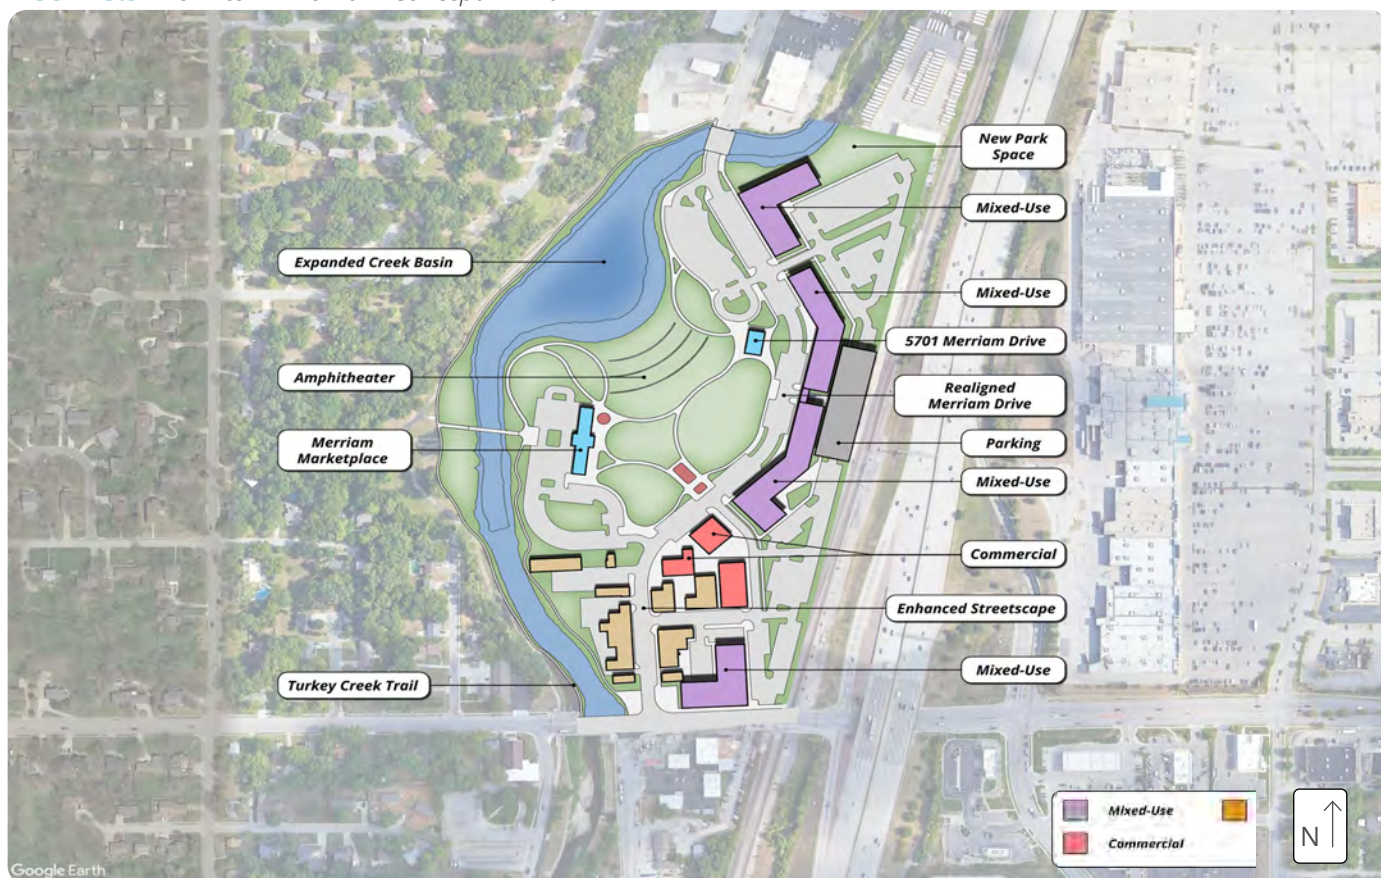 New Park
Space
Mixed-Use
Expanded Creek Basin
Mixed-Use
5701 Merriam Drive
Amphitheater
Realigned
Merriam Drive
Merriam
Marketplace
Parking
Mixed-Use
Commercial
Enhanced Streetscape
Mixed-Use
Turkey Creek Trail
Mixed-Use
Commercial
N
Google Earth